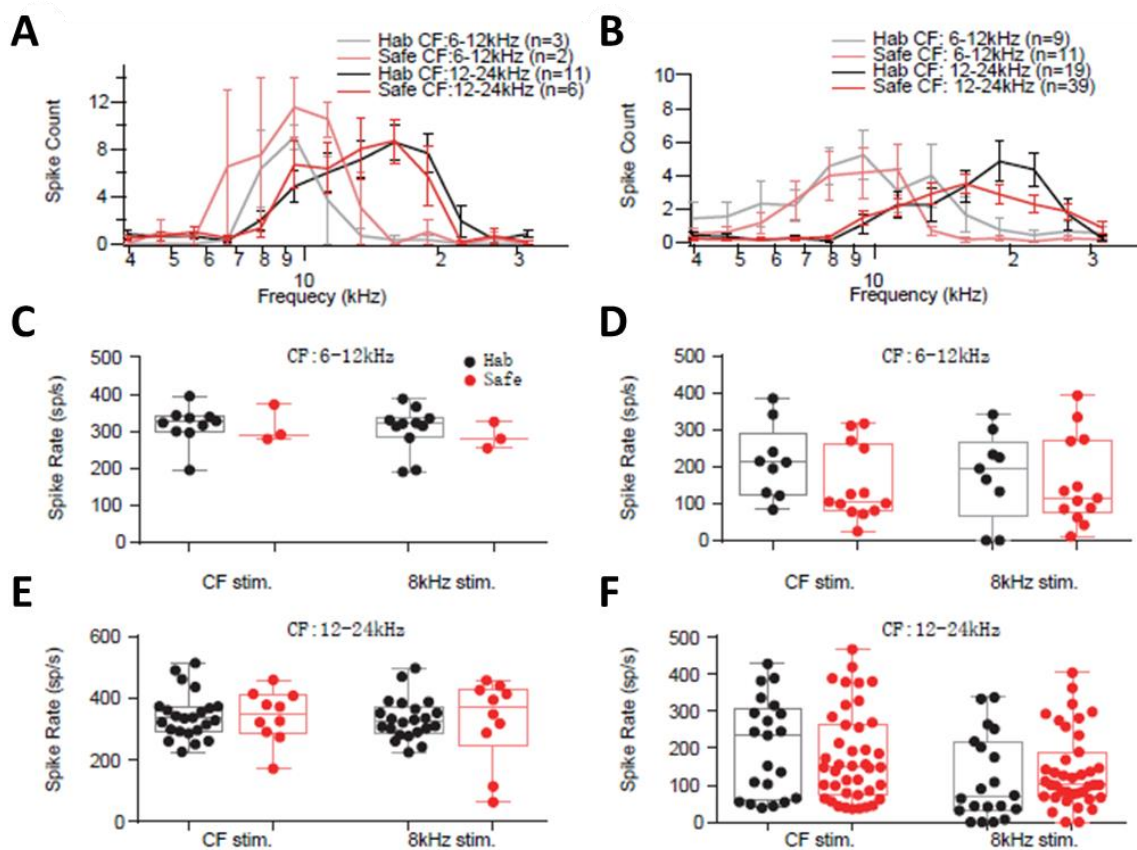 A
Hab CF:6-12kHz (n=3)
Safe CF:6-12kHz (n=2)
Hab CF:12-24kHz (n=11)
Safe CF:12-24kHz (n=6)
Spike Count
12
8
4
0
4 5 6 7 8 9 10 2 3
Frequecy (kHz)
B
Hab CF: 6-12kHz (n=9)
Safe CF: 6-12kHz (n=11)
Hab CF: 12-24kHz (n=19)
Safe CF: 12-24kHz (n=39)
Spike Count
10
8
6
4
2
0
4 5 6 7 8 9 10 2 3
Frequency (kHz)
C
CF:6-12kHz
Hab
Safe
Spike Rate (sp/s)
500
400
300
200
100
0
CF stim. 8kHz stim.
D
CF:6-12kHz
Spike Rate (sp/s)
500
400
300
200
100
0
CF stim. 8kHz stim.
E
CF:12-24kHz
Spike Rate (sp/s)
600
400
200
0
CF stim. 8kHz stim.
F
CF:12-24kHz
Spike Rate (sp/s)
500
400
300
200
100
0
CF stim. 8kHz stim.